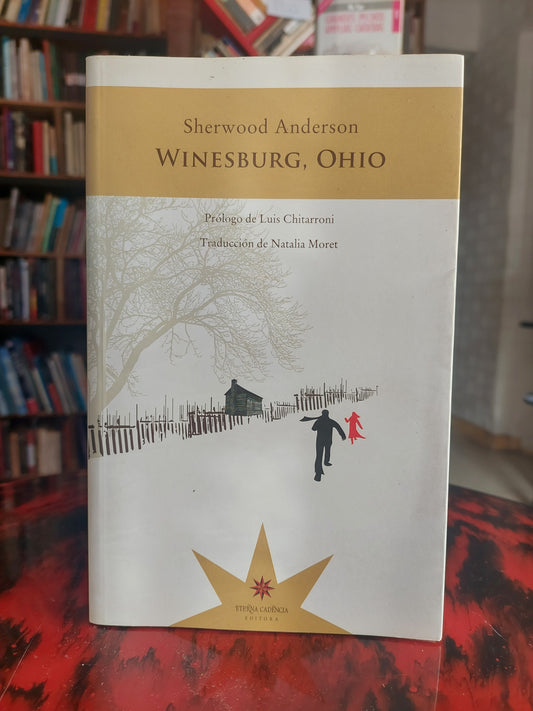 Sherwood Anderson
WINESBURG, OHIO
Prólogo de Luis Chitarroni
Traducción de Natalia Moret
ETERNA CADENCIA
EDITORA